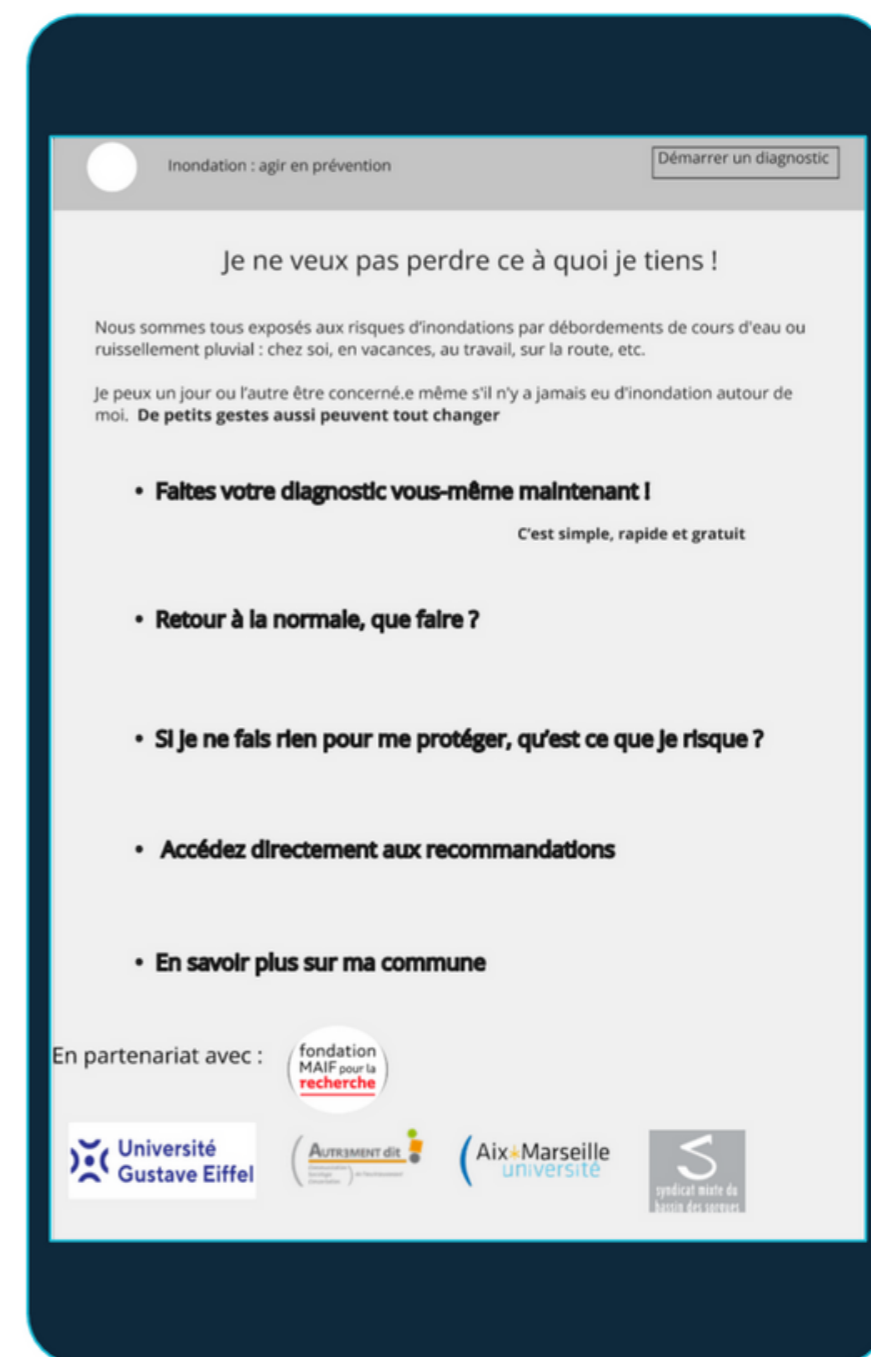 Inondation : agir en prévention
Démarrer un diagnostic
Je ne veux pas perdre ce à quoi je tiens !
Nous sommes tous exposés aux risques d'inondations par débordements de cours d'eau ou
ruissellement pluvial : chez soi, en vacances, au travail, sur la route, etc.
Je peux un jour ou l'autre être concerné.e même s'il n'y a jamais eu d'inondation autour de
moi. De petits gestes aussi peuvent tout changer
• Faites votre diagnostic vous-même maintenant !
C'est simple, rapide et gratuit
• Retour à la normale, que faire ?
• Si je ne fais rien pour me protéger, qu'est ce que je risque ?
• Accédez directement aux recommandations
• En savoir plus sur ma commune
En partenariat avec :
fondation
MAIF pour la
recherche
Université
Gustave Eiffel
AUTR3MENT dit
Aix*Marseille
université
syndicat mixte du
bassin des sorgues